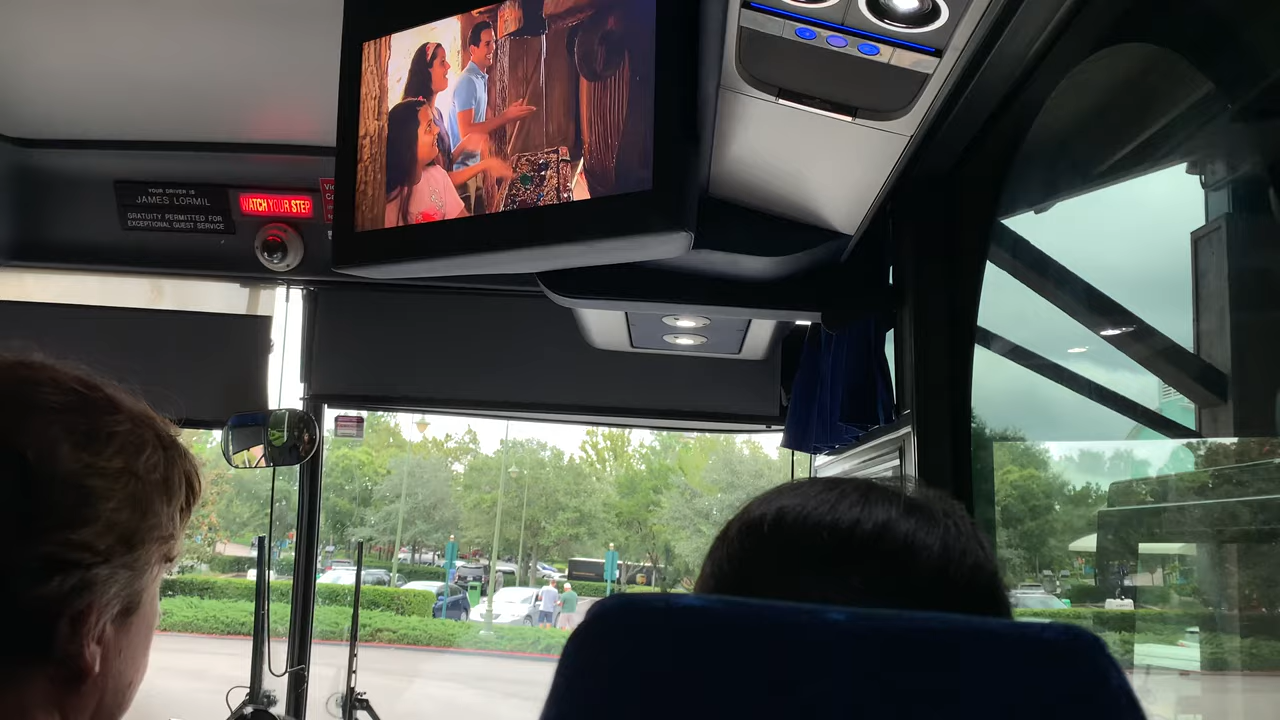 YOUR DRIVER IS
JAMES LORMIL
GRATUITY PERMITTED FOR
EXCEPTIONAL GUEST SERVICE
WATCH YOUR STEP